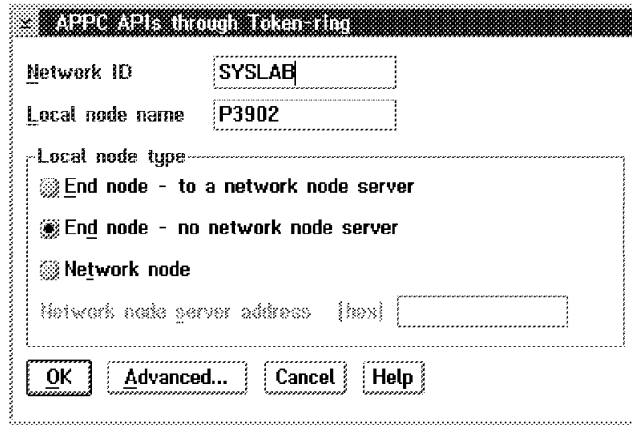 APPC APIs through Token-ring
Network ID SYSLAB
Local node name P3902
Local node type
End node - to a network node server
End node - no network node server
Network node
Network node server address (hex)
OK Advanced... Cancel Help